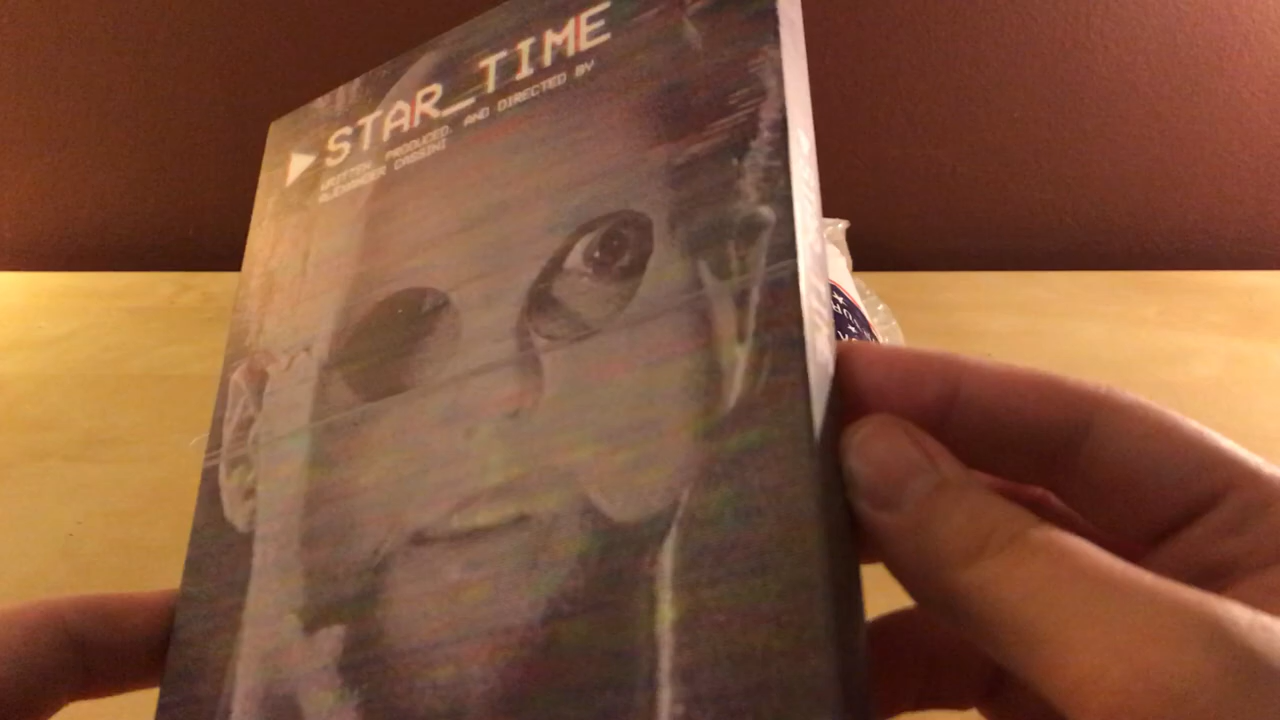 ▶STAR_TIME
WRITTEN, PRODUCED, AND DIRECTED BY
ALEXANDER CASSINI